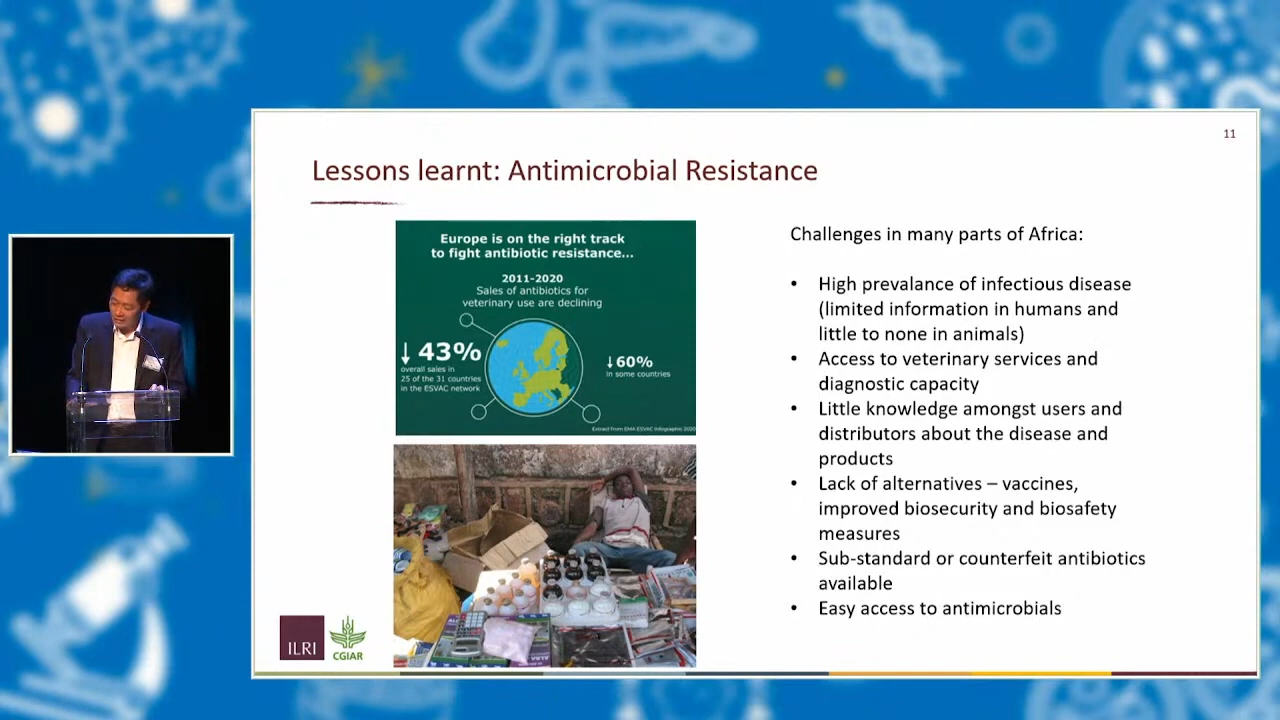 11
Lessons learnt: Antimicrobial Resistance
Europe is on the right track
to fight antibiotic resistance...
2011-2020
Sales of antibiotics for
veterinary use are declining
↓ 43%
overall sales in
25 of the 31 countries
in the ESVAC network
↓60%
in some countries
Extract from EMA ESVAC Infographic 2020
Challenges in many parts of Africa:
• High prevalance of infectious disease
(limited information in humans and
little to none in animals)
• Access to veterinary services and
diagnostic capacity
• Little knowledge amongst users and
distributors about the disease and
products
• Lack of alternatives – vaccines,
improved biosecurity and biosafety
measures
• Sub-standard or counterfeit antibiotics
available
• Easy access to antimicrobials
ILRI
CGIAR